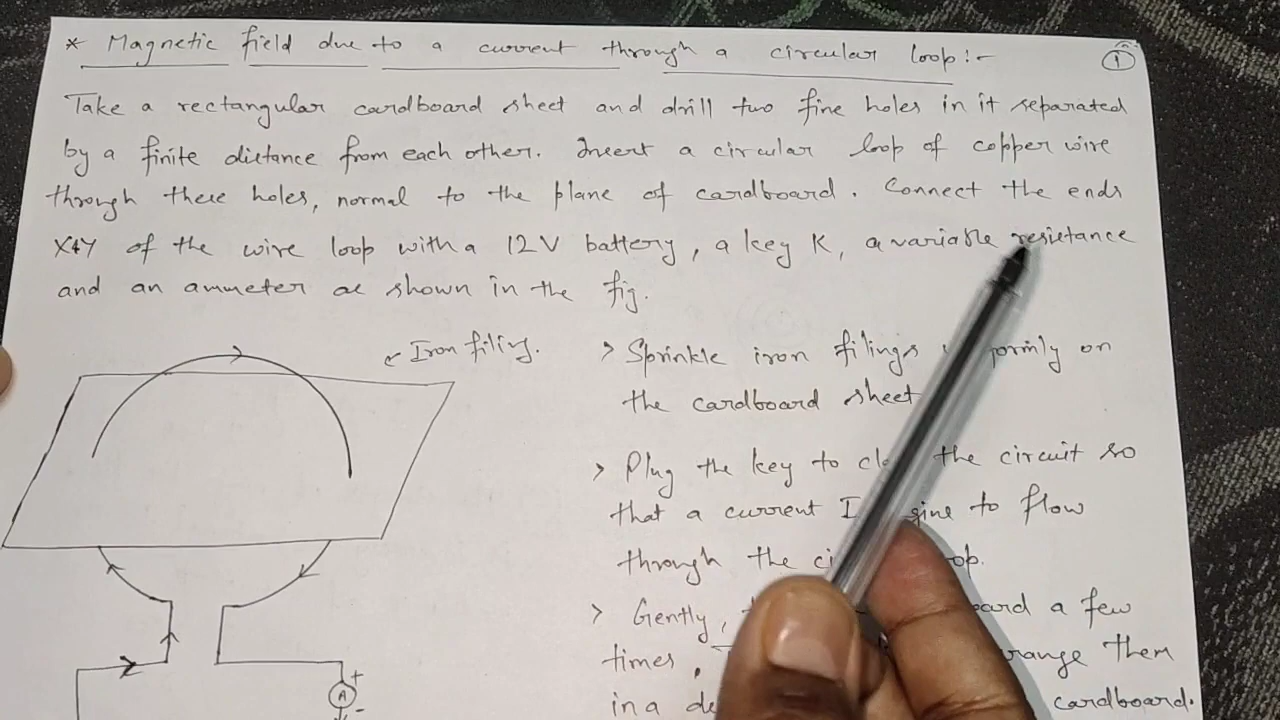 * Magnetic field due to a current through a circular loop:-
1
Take a rectangular cardboard sheet and drill two fine holes in it separated
by a finite distance from each other. Insert a circular loop of copper wire
through these holes, normal to the plane of cardboard. Connect the ends
X&Y of the wire loop with a 12V battery, a key K, a variable resistance
and an ammeter as shown in the fig.
Iron filing.
> Sprinkle iron filings on
the cardboard sheet
> Plug the key to the circuit so
that a current I to flow
through the
> Gently, a few
times. them
in a cardboard.
+
A
-